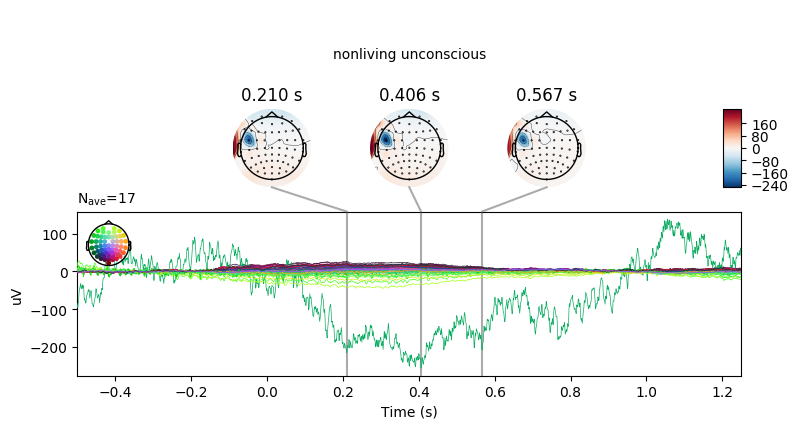 nonliving unconscious
0.210 s 0.406 s 0.567 s
160
80
0
−80
−160
−240
Nave=17
100
0
−100
−200
uV
−0.4 −0.2 0.0 0.2 0.4 0.6 0.8 1.0 1.2
Time (s)